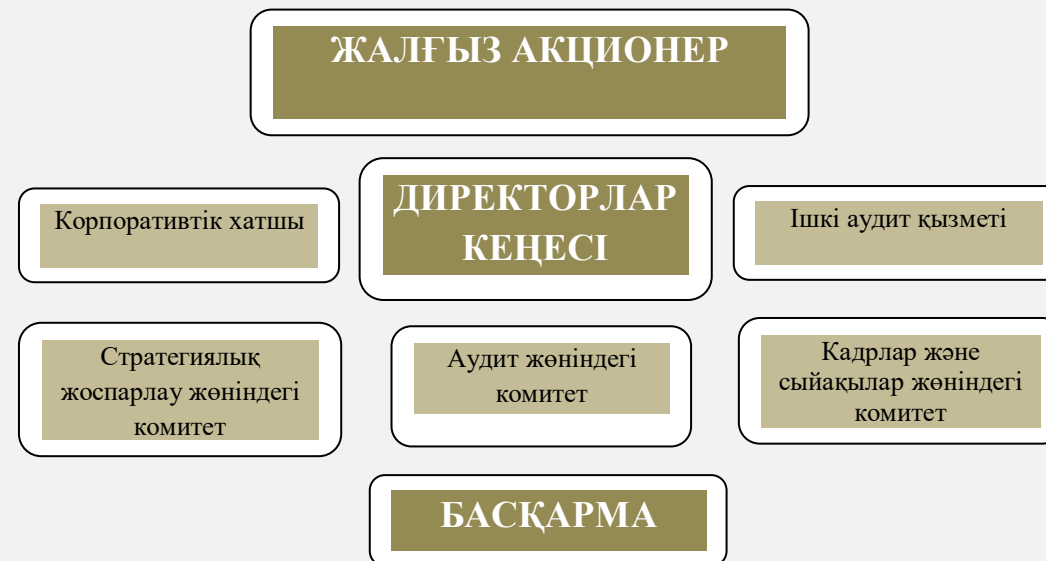 ЖАЛҒЫЗ АКЦИОНЕР
Корпоративтік хатшы
ДИРЕКТОРЛАР
КЕҢЕСІ
Ішкі аудит қызметі
Стратегиялық
жоспарлау жөніндегі
комитет
Аудит жөніндегі
комитет
Кадрлар және
сыйақылар жөніндегі
комитет
БАСҚАРМА